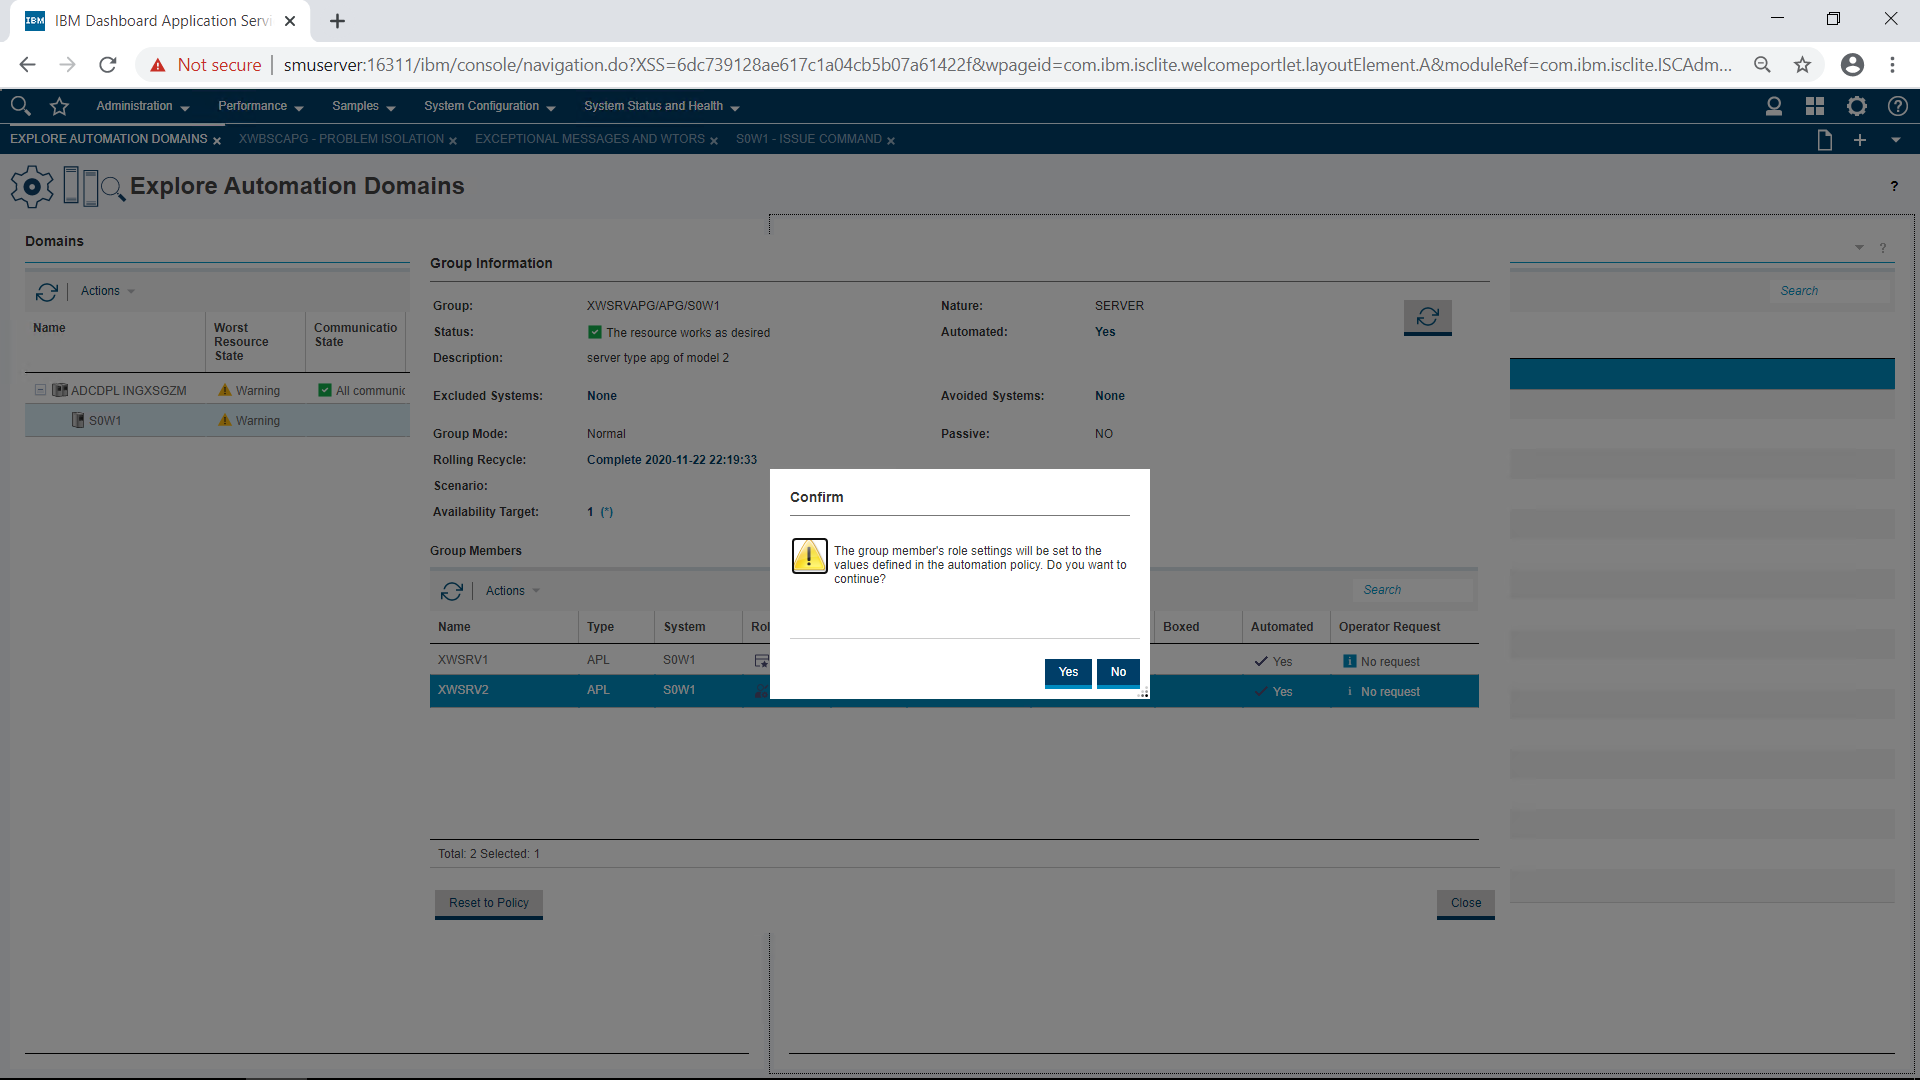 IBM IBM Dashboard Application Servi
Not secure smuserver:16311/ibm/console/navigation.do?XSS=6dc739128ae617c1a04cb5b07a61422f&wpageid=com.ibm.isclite.welcomeportlet.layoutElement.A&moduleRef=com.ibm.isclite.ISCAdm...
Administration Performance Samples System Configuration System Status and Health
EXPLORE AUTOMATION DOMAINS XWBSCAPG - PROBLEM ISOLATION EXCEPTIONAL MESSAGES AND WTORS S0W1 - ISSUE COMMAND
Explore Automation Domains
?
Domains
?
Actions
Name
Worst
Resource
State
Communicatio
State
ADCDPL INGXSGZM Warning All communic
S0W1 Warning
Group Information
Group: XWSRVAPG/APG/S0W1 Nature: SERVER
Status: The resource works as desired Automated: Yes
Description: server type apg of model 2
Excluded Systems: None Avoided Systems: None
Group Mode: Normal Passive: NO
Rolling Recycle: Complete 2020-11-22 22:19:33
Scenario:
Availability Target: 1 (*)
Group Members
Actions Search
Name Type System Rol Boxed Automated Operator Request
XWSRV1 APL S0W1 Yes No request
XWSRV2 APL S0W1 Yes No request
Total: 2 Selected: 1
Reset to Policy Close
Search
Confirm
The group member's role settings will be set to the
values defined in the automation policy. Do you want to
continue?
Yes No